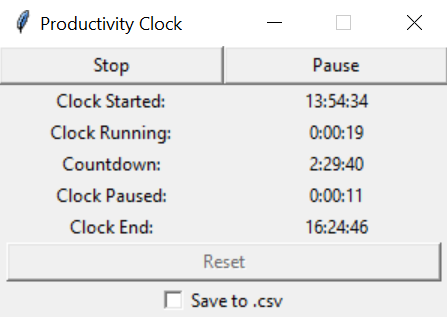 Productivity Clock
Stop Pause
Clock Started: 13:54:34
Clock Running: 0:00:19
Countdown: 2:29:40
Clock Paused: 0:00:11
Clock End: 16:24:46
Reset
Save to .csv